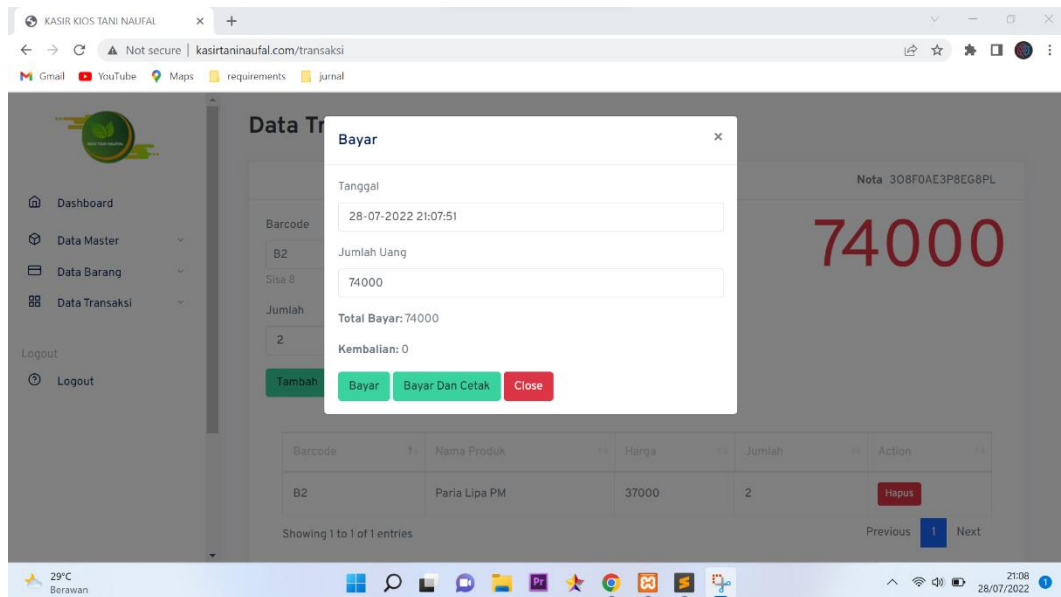 KASIR KIOS TANI NAUFAL
Not secure | kasirtaninaufal.com/transaksi
Gmail YouTube Maps requirements jurnal
Data Tr
Bayar
Nota 3O8F0AE3P8EG8PL
Tanggal
28-07-2022 21:07:51
74000
Dashboard
Data Master
Data Barang
Data Transaksi
Logout
Logout
Barcode
B2
Sisa 8
Jumlah
2
Tambah
Jumlah Uang
74000
Total Bayar: 74000
Kembalian: 0
Bayar Bayar Dan Cetak Close
Barcode Nama Produk Harga Jumlah Action
B2 Paria Lipa PM 37000 2 Hapus
Showing 1 to 1 of 1 entries
Previous 1 Next
29°C
Berawan
Pr
21:08
28/07/2022
1